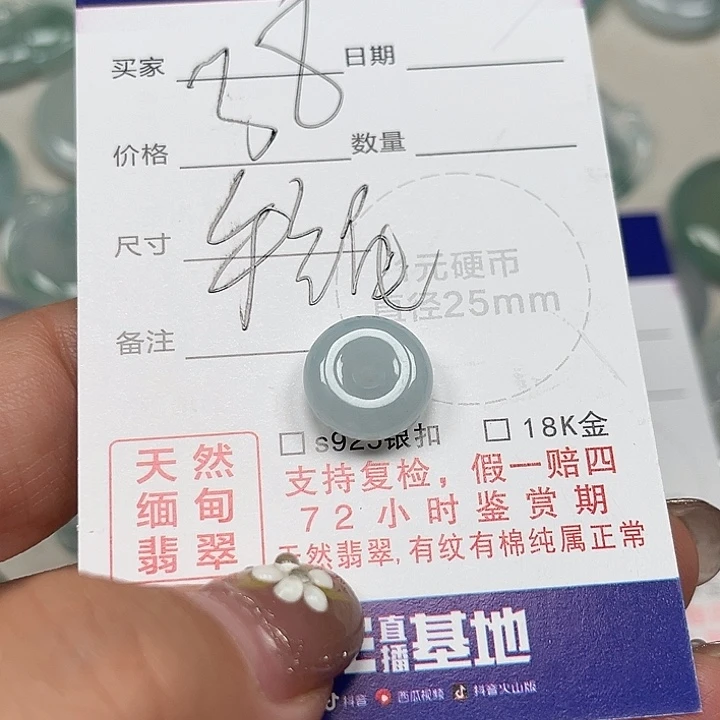 买家 38 日期
价格 数量
尺寸
元硬币
直径25mm
备注
s925银扣 18K金
天然
缅甸
翡翠
支持复检，假一赔四
72小时鉴赏期
天然翡翠,有纹有棉纯属正常
直播基地
抖音 西瓜视频 抖音火山版